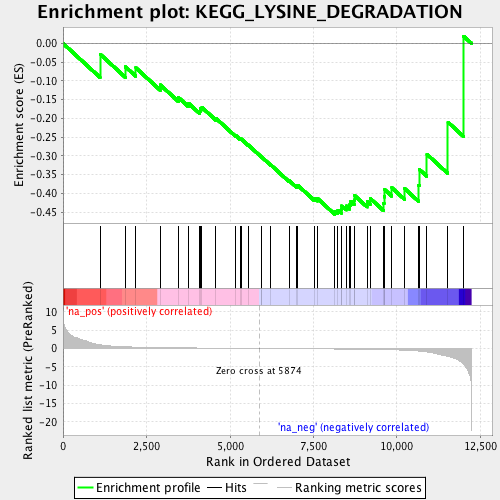 Enrichment plot: KEGG_LYSINE_DEGRADATION
Enrichment score (ES)
0.00
-0.05
-0.10
-0.15
-0.20
-0.25
-0.30
-0.35
-0.40
-0.45
'na_pos' (positively correlated)
Ranked list metric (PreRanked)
10
5
0
-5
-10
-15
-20
Zero cross at 5874
'na_neg' (negatively correlated)
0
2,500
5,000
7,500
10,000
12,500
Rank in Ordered Dataset
Enrichment profile
Hits
Ranking metric scores